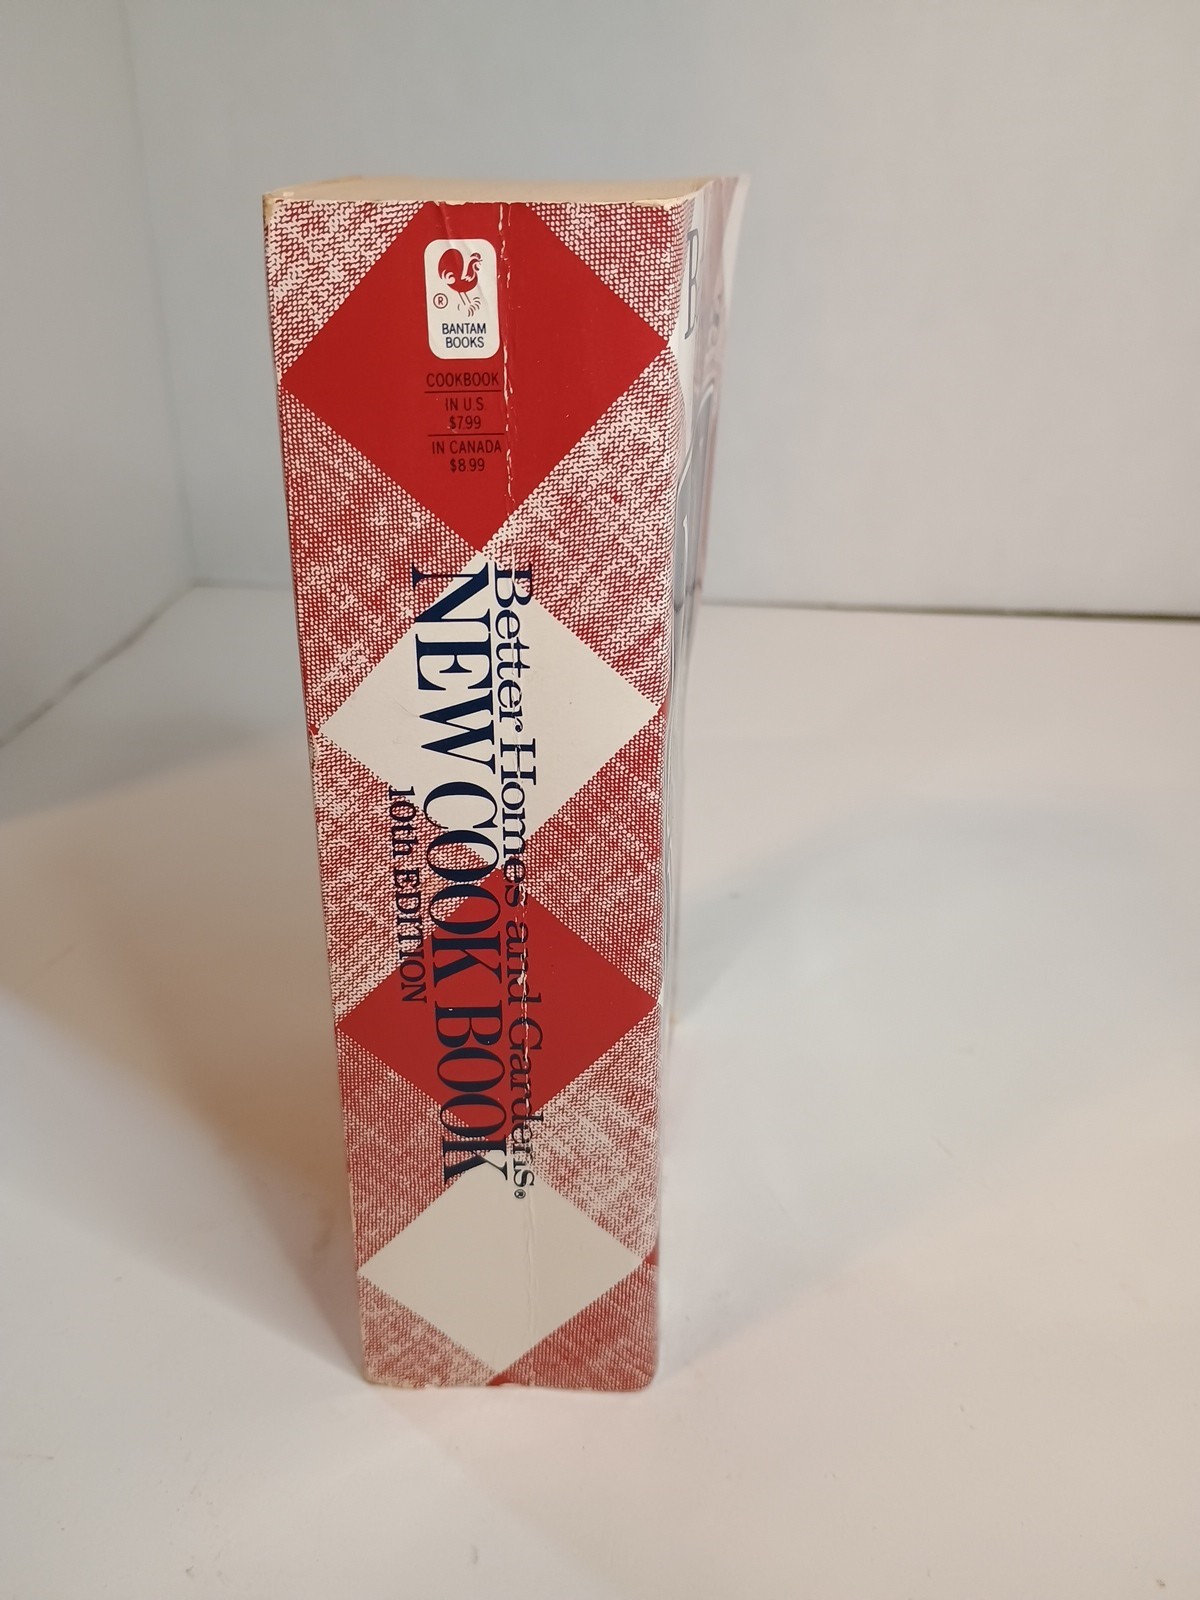 ®
BANTAM
BOOKS
COOKBOOK
IN U.S.
$7.99
IN CANADA
$8.99
Better Homes and Gardens®
NEW COOK BOOK
10th EDITION
B